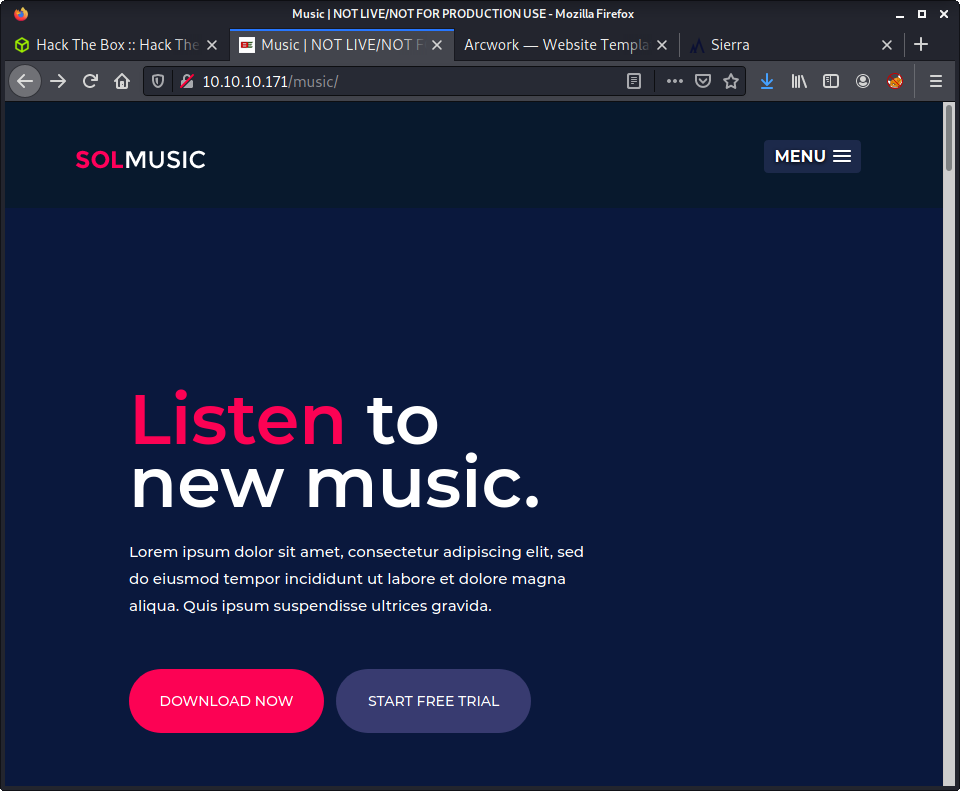 Music | NOT LIVE/NOT FOR PRODUCTION USE - Mozilla Firefox
Hack The Box :: Hack The
Music | NOT LIVE/NOT F
Arcwork — Website Templa
Sierra
10.10.10.171/music/
SOLMUSIC
MENU
Listen to
new music.
Lorem ipsum dolor sit amet, consectetur adipiscing elit, sed
do eiusmod tempor incididunt ut labore et dolore magna
aliqua. Quis ipsum suspendisse ultrices gravida.
DOWNLOAD NOW
START FREE TRIAL